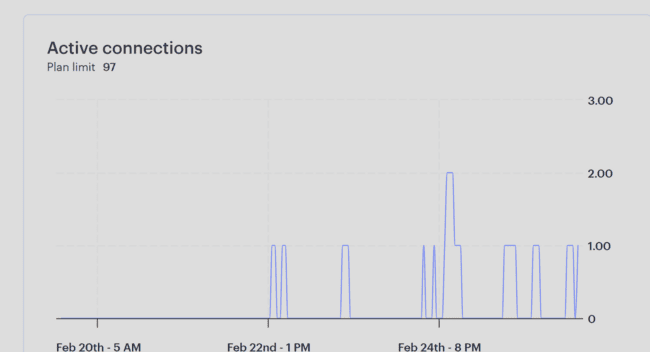 Active connections
Plan limit 97
3.00
2.00
1.00
0
Feb 20th - 5 AM
Feb 22nd - 1 PM
Feb 24th - 8 PM